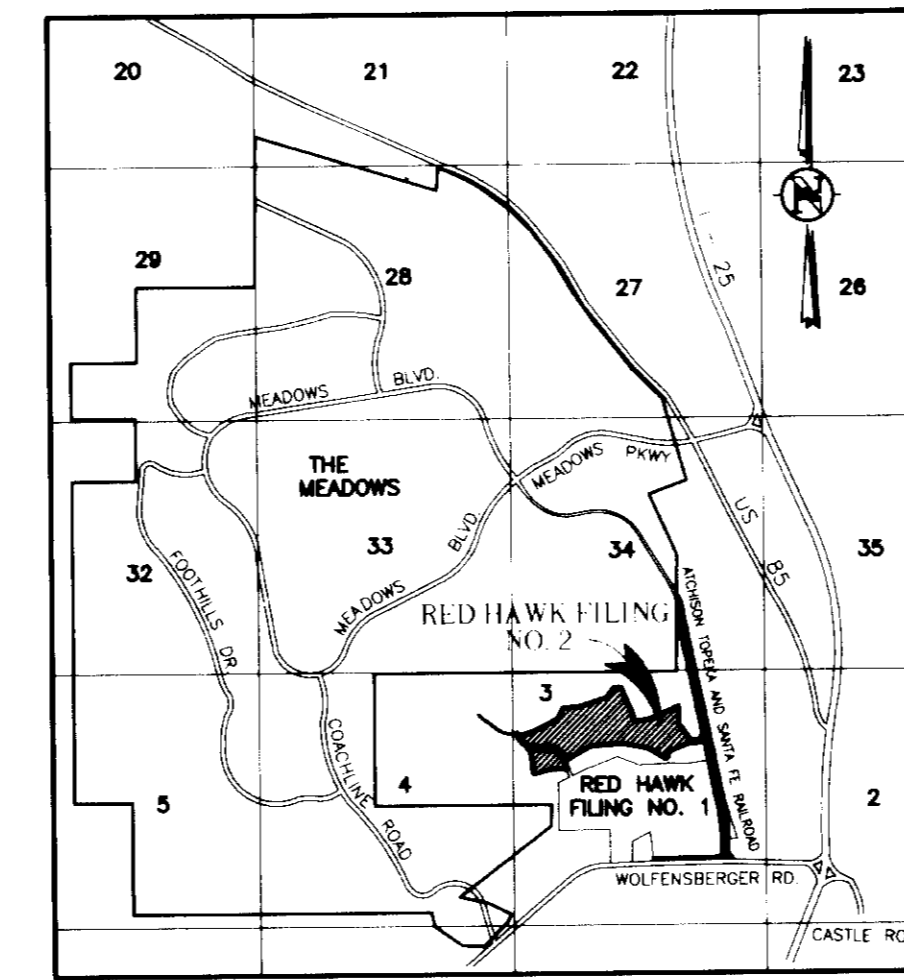 20
21
22
23
N
29
28
27
25
26
MEADOWS BLVD.
THE
MEADOWS
MEADOWS PKWY
US 85
33
34
35
32
FOOTHILLS DR.
MEADOWS BLVD.
ATCHISON TOPEKA AND SANTA FE RAILROAD
RED HAWK FILING
NO. 2
3
COACHLINE ROAD
5
4
RED HAWK
FILING NO. 1
2
WOLFENSBERGER RD.
CASTLE RO